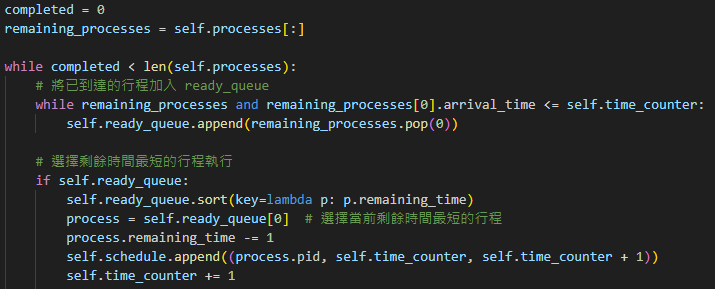 completed = 0
remaining_processes = self.processes[:]
while completed < len(self.processes):
# 將已到達的行程加入 ready_queue
while remaining_processes and remaining_processes[0].arrival_time <= self.time_counter:
self.ready_queue.append(remaining_processes.pop(0))
# 選擇剩餘時間最短的行程執行
if self.ready_queue:
self.ready_queue.sort(key=lambda p: p.remaining_time)
process = self.ready_queue[0]  # 選擇當前剩餘時間最短的行程
process.remaining_time -= 1
self.schedule.append((process.pid, self.time_counter, self.time_counter + 1))
self.time_counter += 1